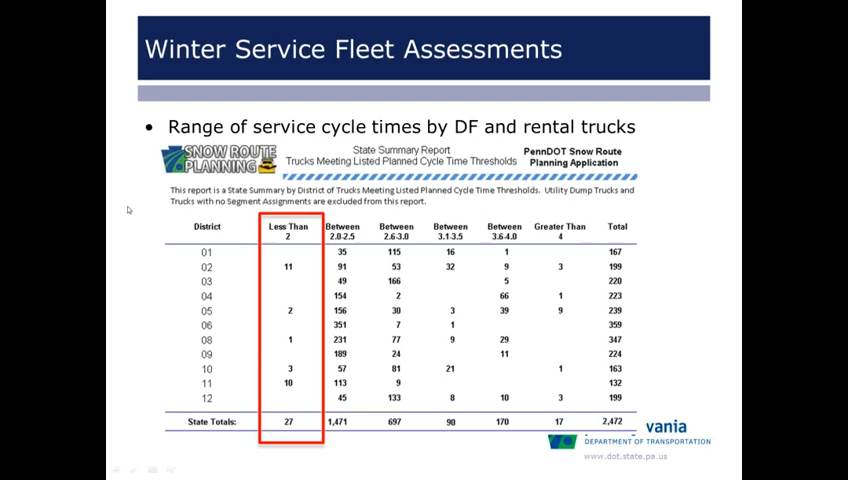 Winter Service Fleet Assessments
• Range of service cycle times by DF and rental trucks
SNOW ROUTE PLANNING
State Summary Report
Trucks Meeting Listed Planned Cycle Time Thresholds
PennDOT Snow Route
Planning Application
This report is a State Summary by District of Trucks Meeting Listed Planned Cycle Time Thresholds. Utility Dump Trucks and
Trucks with no Segment Assignments are excluded from this report.
District Less Than 2 Between 2.0-2.5 Between 2.6-3.0 Between 3.1-3.5 Between 3.6-4.0 Greater Than 4 Total
01 35 115 16 1 167
02 11 91 53 32 9 3 199
03 49 166 5 220
04 154 2 66 1 223
05 2 156 30 3 39 9 239
06 351 7 1 359
08 1 231 77 9 29 347
09 189 24 11 224
10 3 57 81 21 1 163
11 10 113 9 132
12 45 133 8 10 3 199
State Totals: 27 1,471 697 90 170 17 2,472
vania
DEPARTMENT OF TRANSPORTATION
www.dot.state.pa.us